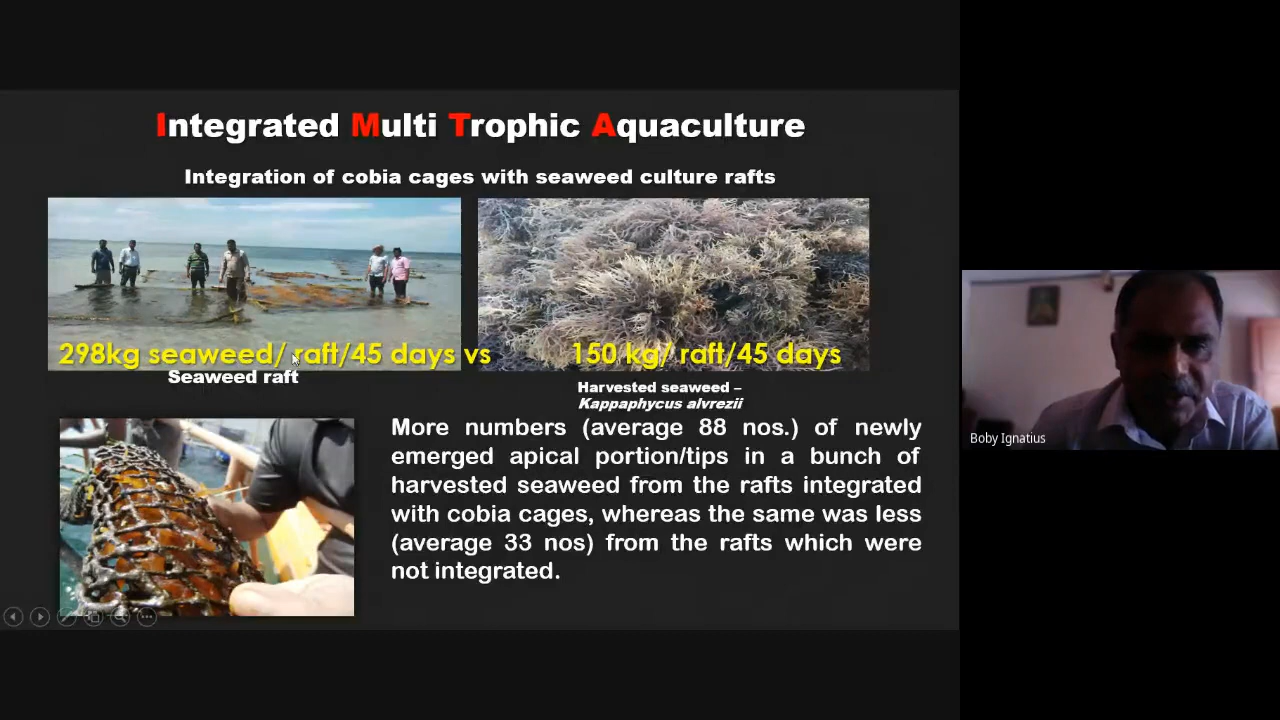 Integrated Multi Trophic Aquaculture
Integration of cobia cages with seaweed culture rafts
298kg seaweed/ raft/45 days vs 150 kg/ raft/45 days
Seaweed raft
Harvested seaweed –
Kappaphycus alvrezii
More numbers (average 88 nos.) of newly
emerged apical portion/tips in a bunch of
harvested seaweed from the rafts integrated
with cobia cages, whereas the same was less
(average 33 nos) from the rafts which were
not integrated.
Boby Ignatius